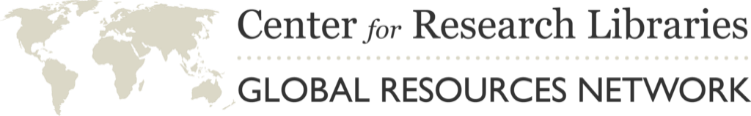 Center for Research Libraries
GLOBAL RESOURCES NETWORK